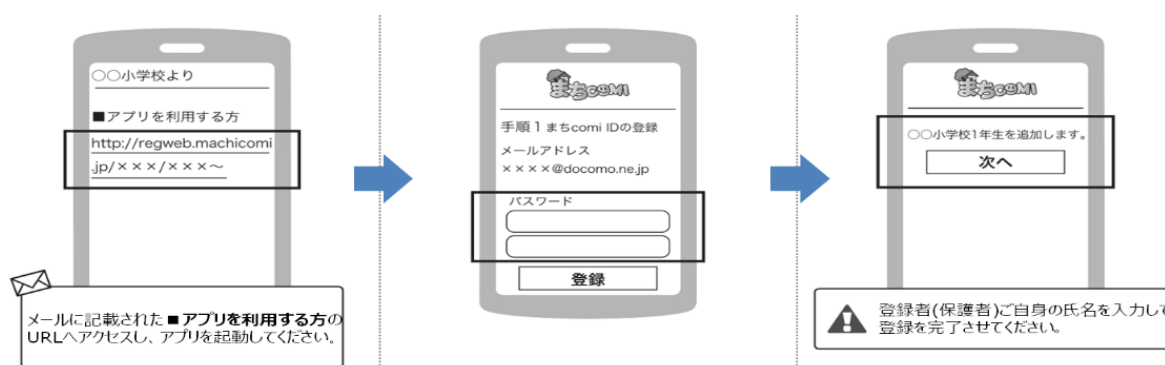 ○○小学校より
■アプリを利用する方
http://regweb.machicomi
.jp/×××/×××～
メールに記載された■アプリを利用する方の
URLへアクセスし、アプリを起動してください。
まちcomi
手順1 まちcomi IDの登録
メールアドレス
××××@docomo.ne.jp
パスワード
登録
まちcomi
○○小学校1年生を追加します。
次へ
登録者(保護者)ご自身の氏名を入力して
登録を完了させてください。